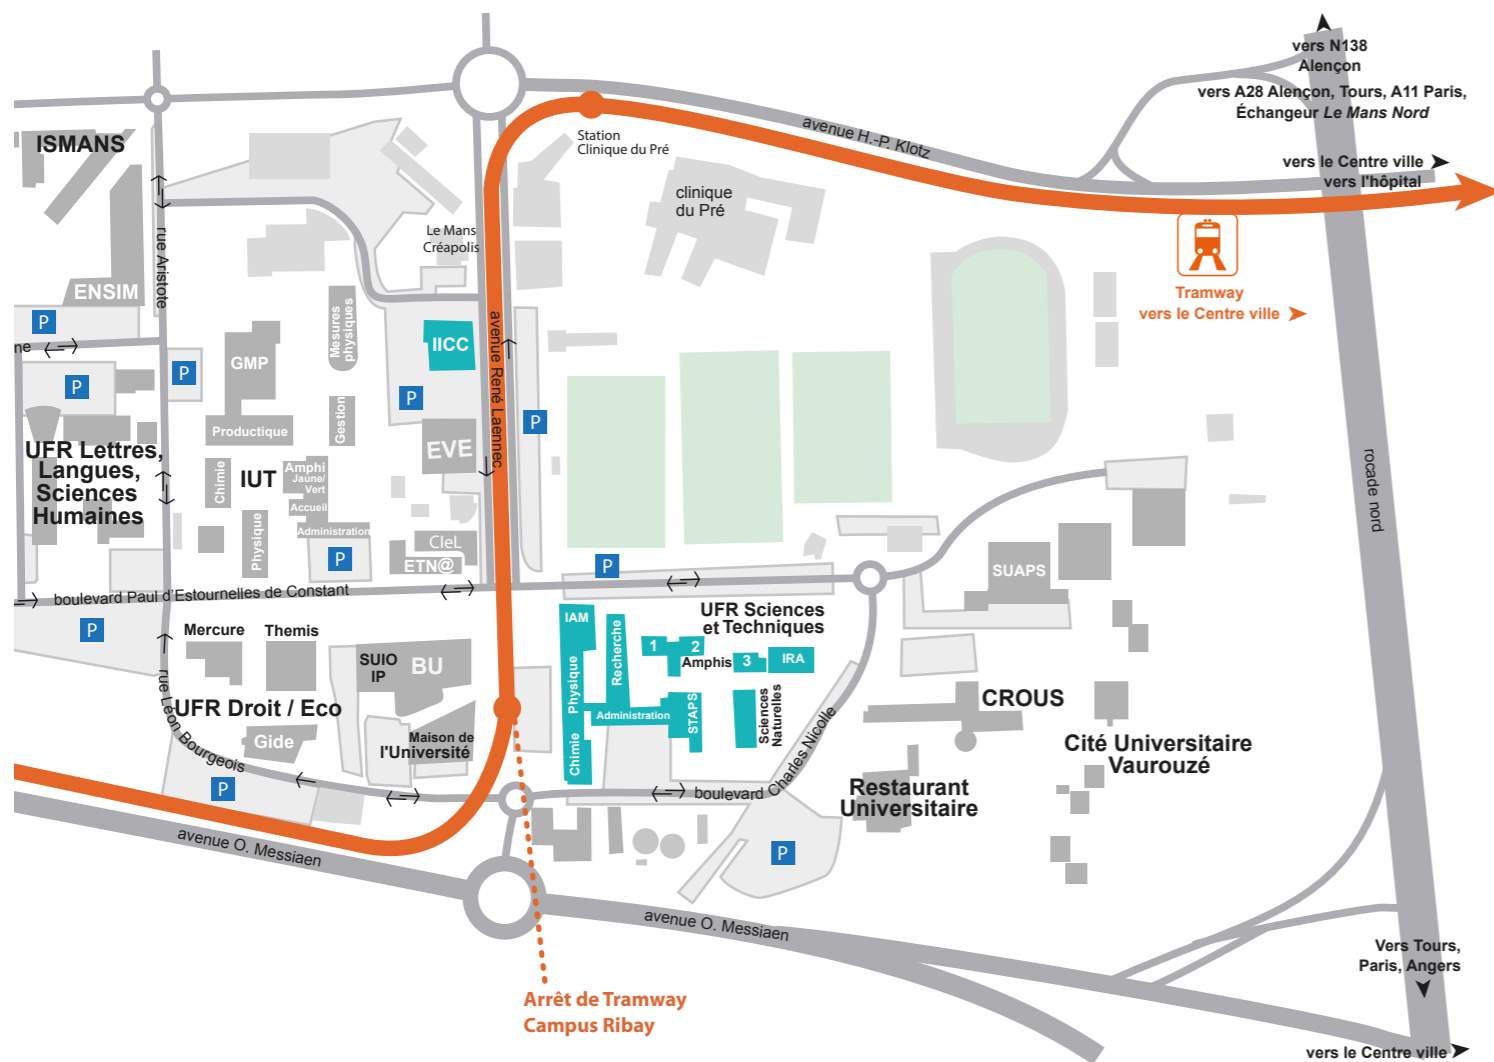 vers N138
Alençon
vers A28 Alençon, Tours, A11 Paris,
Échangeur Le Mans Nord
vers le Centre ville
vers l'hôpital
avenue H.-P. Klotz
Station
Clinique du Pré
clinique
du Pré
Le Mans
Créapolis
Tramway
vers le Centre ville
ISMANS
ENSIM
rue Aristote
P
ne
P
P
GMP
Mesures
physiques
IICC
avenue René Laennec
P
P
Productique
Gestion
EVE
UFR Lettres,
Langues,
Sciences
Humaines
Chimie
IUT
Amphi
Jaune/
Vert
Accueil
Administration
Physique
P
CIeL
ETN@
rocade nord
boulevard Paul d'Estournelles de Constant
P
P
SUAPS
Mercure
Themis
SUIO
IP
BU
IAM
Recherche
Physique
Chimie
Administration
UFR Sciences
et Techniques
1
2
Amphis
3
IRA
STAPS
Sciences
Naturelles
rue Léon Bourgeois
UFR Droit / Eco
Gide
Maison de
l'Université
CROUS
Cité Universitaire
Vaurouzé
Restaurant
Universitaire
boulevard Charles Nicolle
P
P
avenue O. Messiaen
avenue O. Messiaen
Vers Tours,
Paris, Angers
Arrêt de Tramway
Campus Ribay
vers le Centre ville